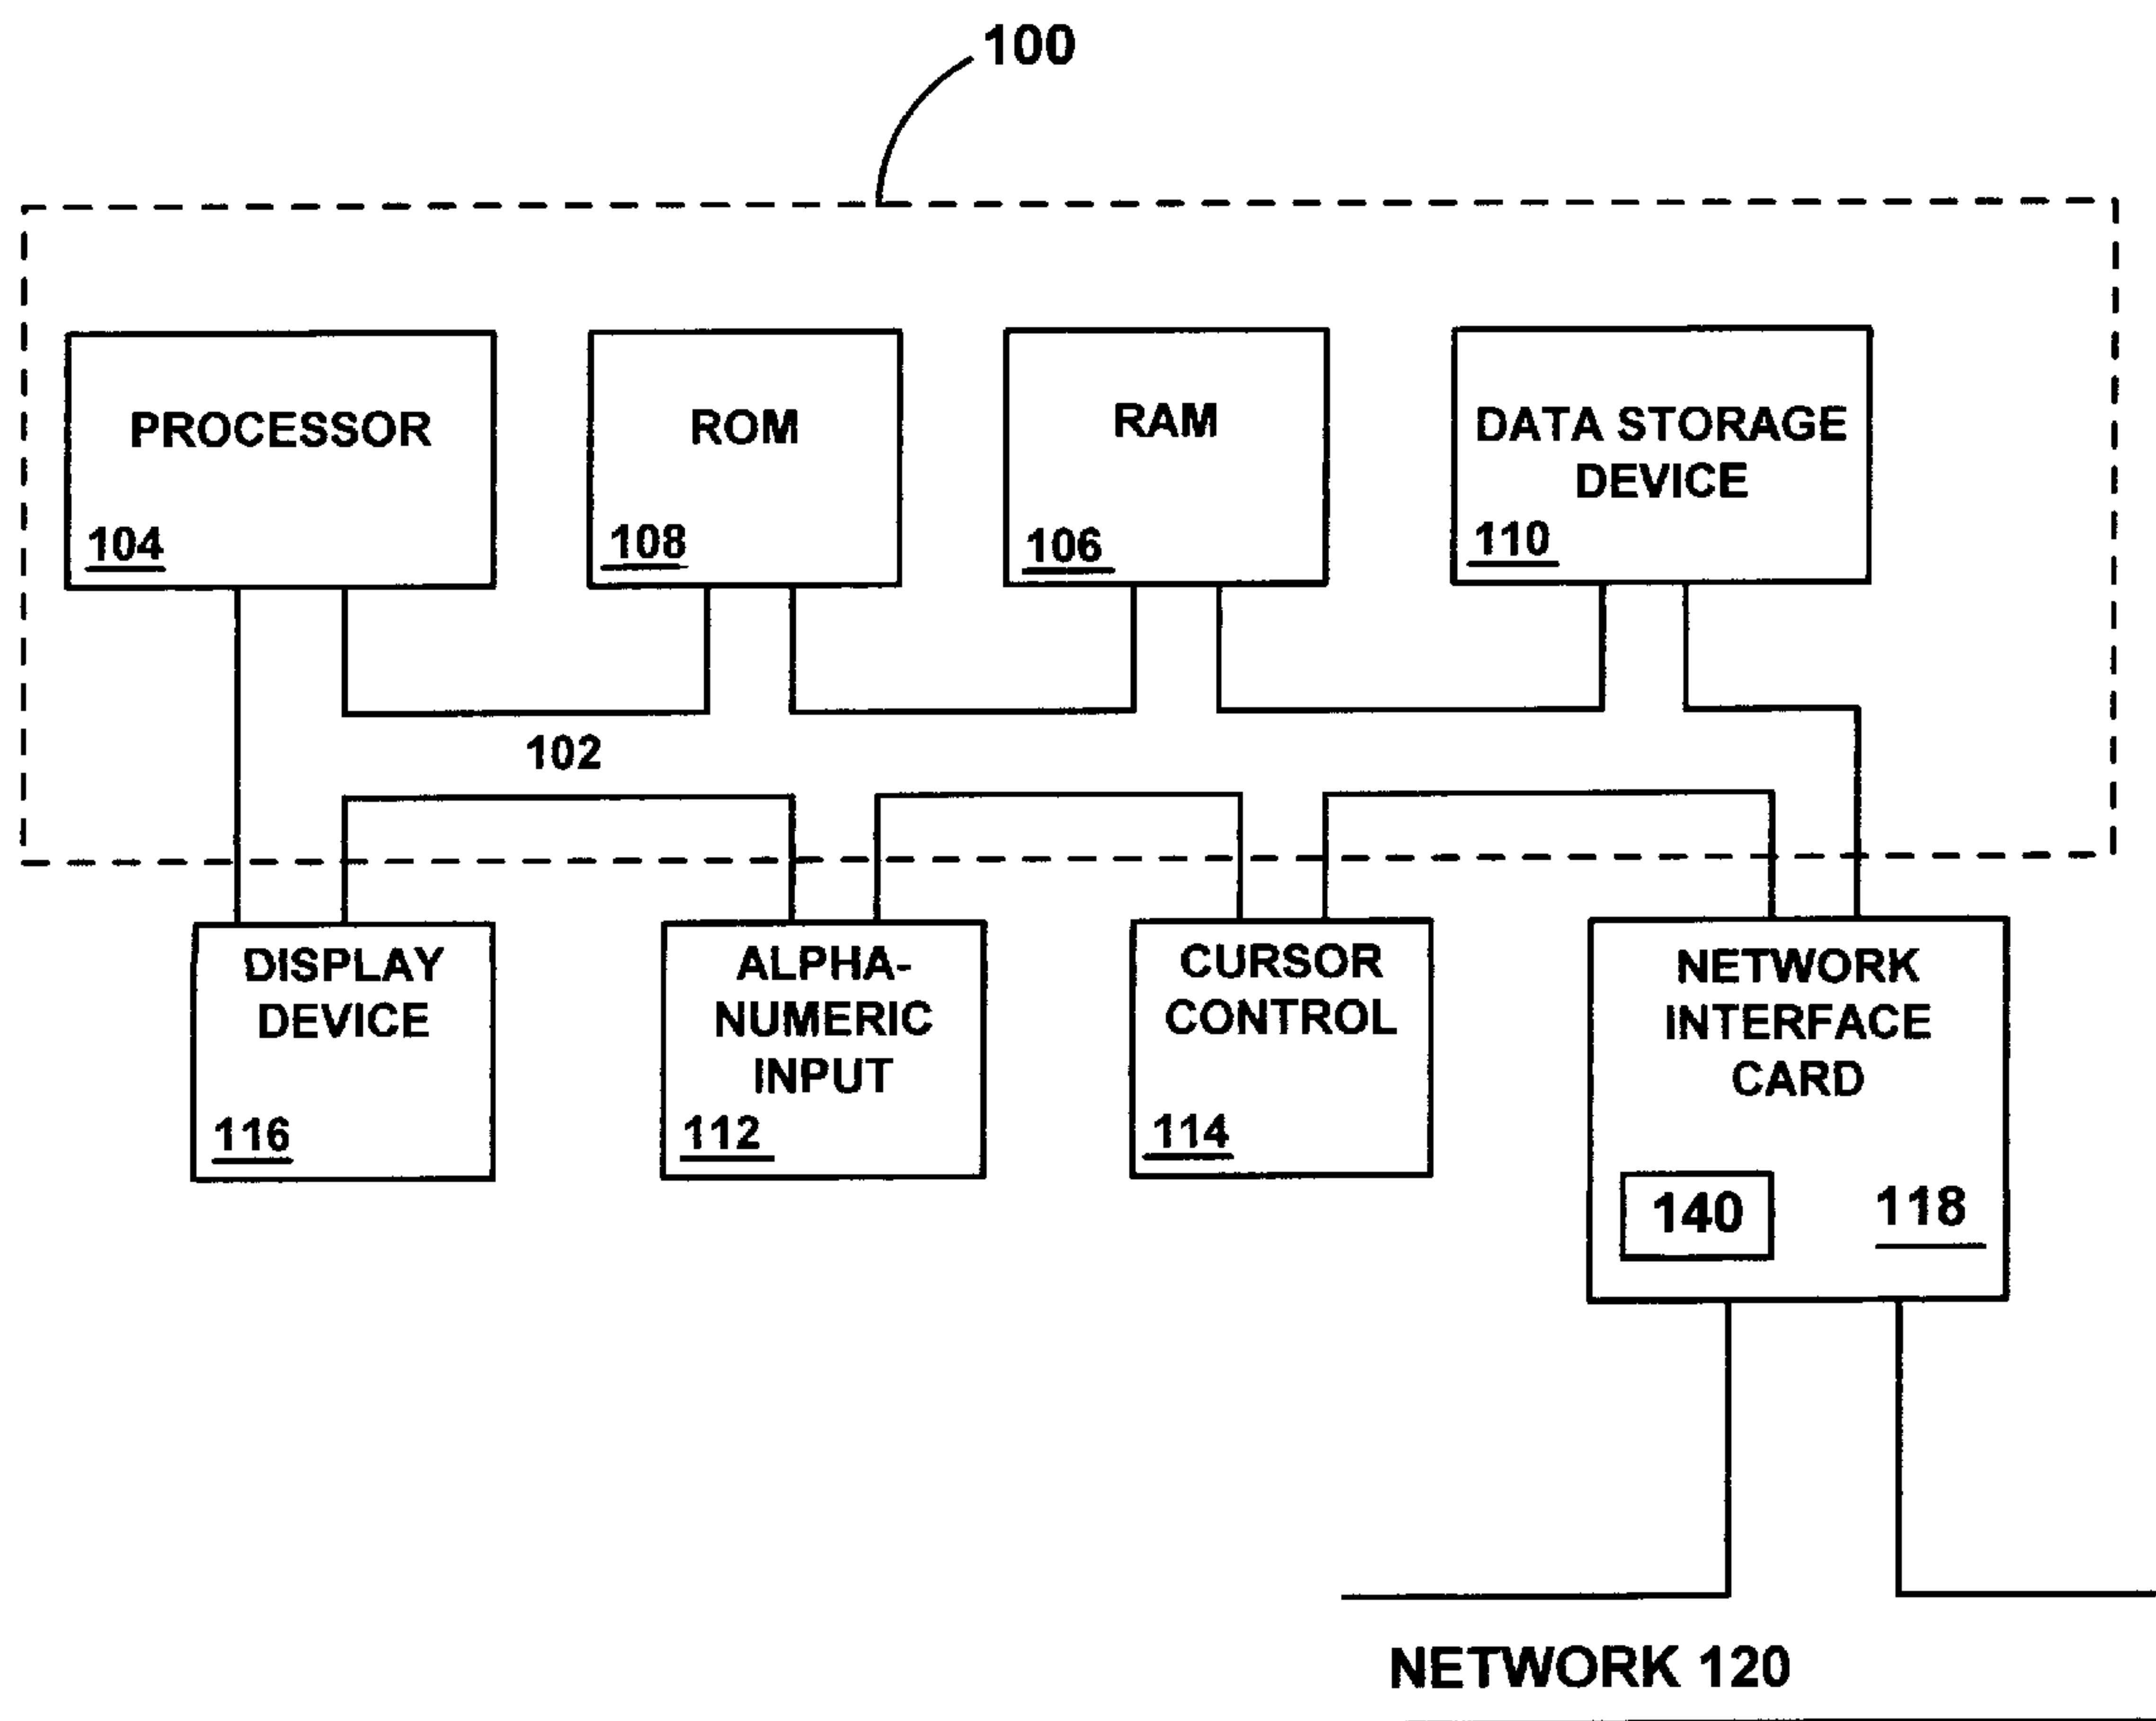 100
PROCESSOR
104
ROM
108
RAM
106
DATA STORAGE
DEVICE
110
102
DISPLAY
DEVICE
116
ALPHA-
NUMERIC
INPUT
112
CURSOR
CONTROL
114
NETWORK
INTERFACE
CARD
140
118
NETWORK 120